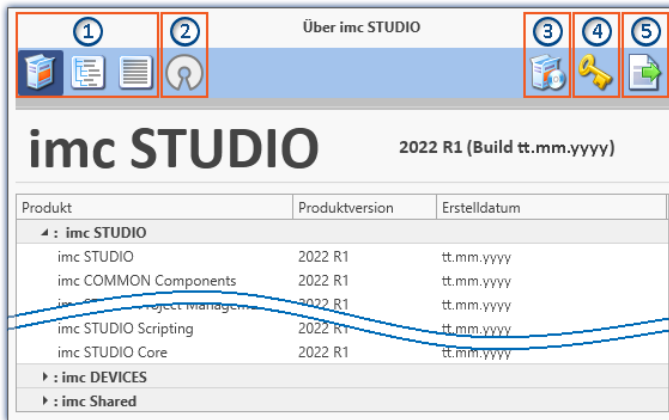 1 2 Über imc STUDIO 3 4 5
imc STUDIO 2022 R1 (Build tt.mm.yyyy)
Produkt Produktversion Erstelldatum
: imc STUDIO
imc STUDIO 2022 R1 tt.mm.yyyy
imc COMMON Components 2022 R1 tt.mm.yyyy
2022 R1 tt.mm.yyyy
imc STUDIO Scripting 2022 R1 tt.mm.yyyy
imc STUDIO Core 2022 R1 tt.mm.yyyy
: imc DEVICES
: imc Shared